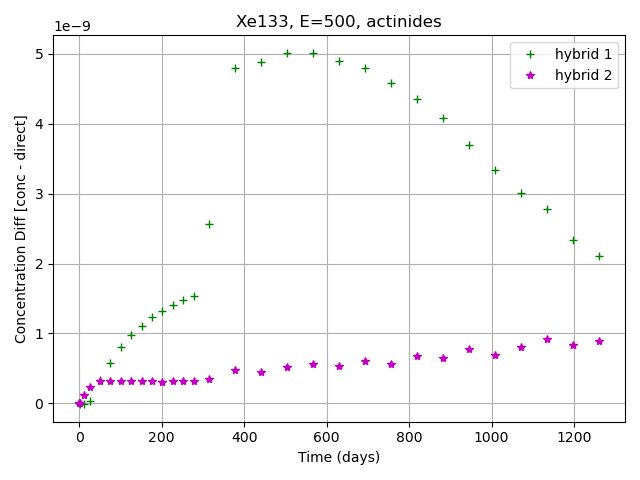 Xe133, E=500, actinides
1e−9
hybrid 1
hybrid 2
Concentration Diff [conc - direct]
5
4
3
2
1
0
0 200 400 600 800 1000 1200
Time (days)